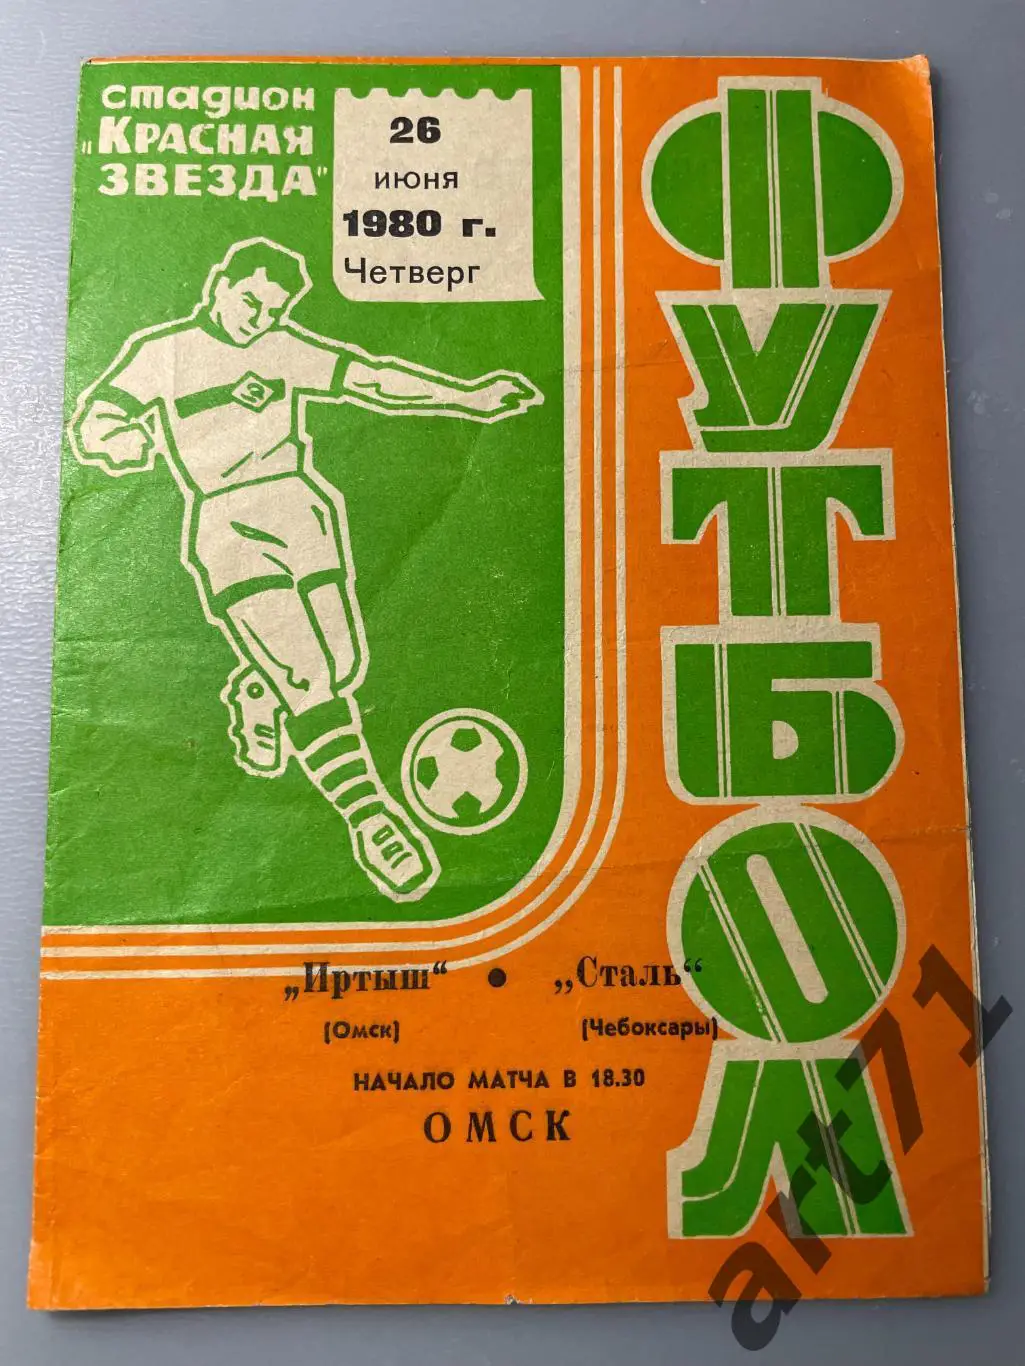 стадион
„КРАСНАЯ
ЗВЕЗДА"
26
июня
1980 г.
Четверг
З
ФУТБОЛ
„Иртыш“ • „Сталь“
(Омск) (Чебоксары)
НАЧАЛО МАТЧА В 18.30
ОМСК
art71